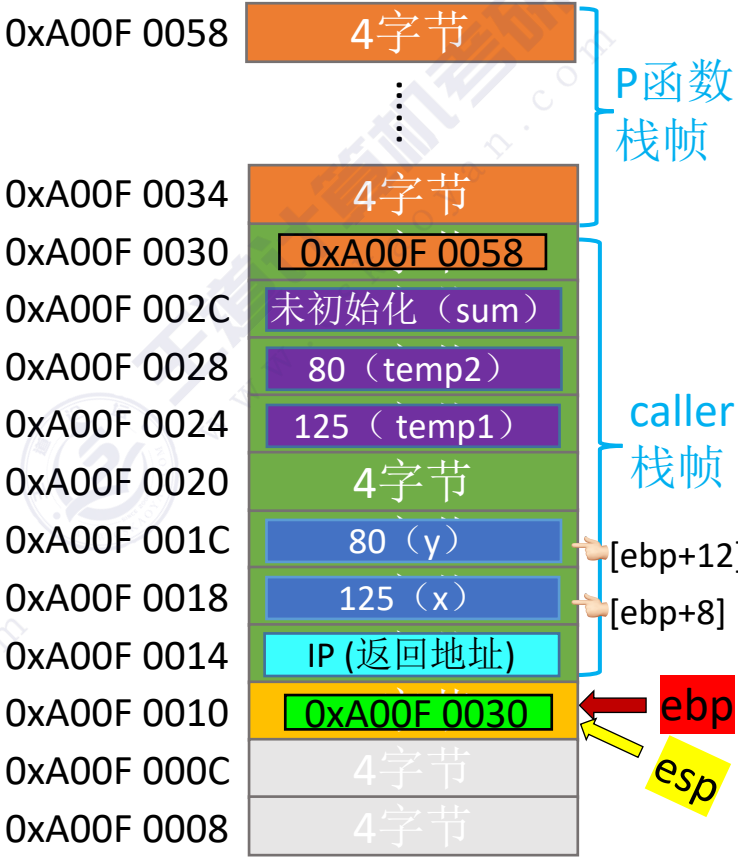 0xA00F 0058 4字节
P函数
栈帧
0xA00F 0034 4字节
0xA00F 0030 0xA00F 0058
0xA00F 002C 未初始化（sum）
0xA00F 0028 80（temp2）
0xA00F 0024 125（ temp1）
caller
栈帧
0xA00F 0020 4字节
0xA00F 001C 80（y） [ebp+12]
0xA00F 0018 125（x） [ebp+8]
0xA00F 0014 IP (返回地址)
0xA00F 0010 0xA00F 0030 ebp
esp
0xA00F 000C 4字节
0xA00F 0008 4字节